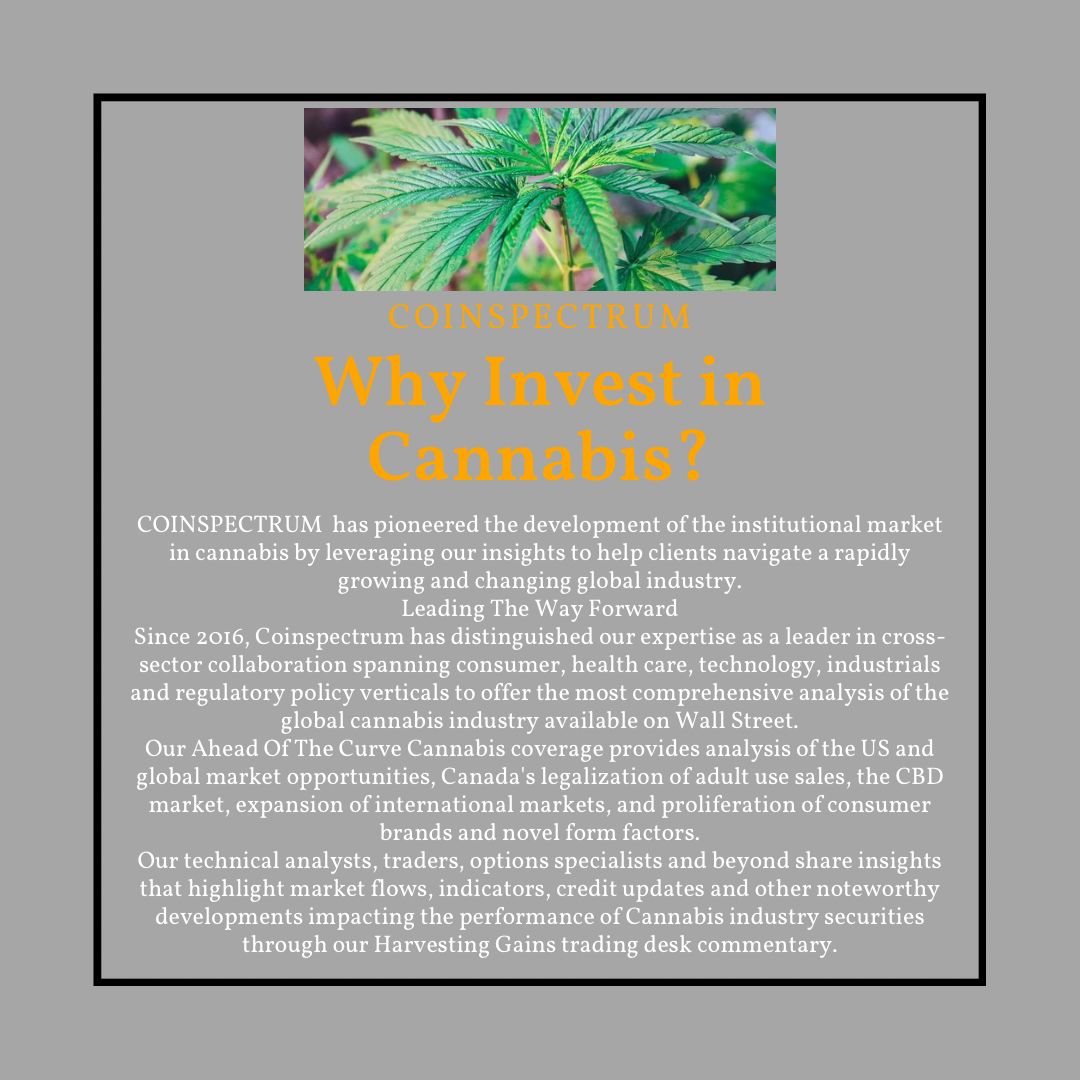 COINSPECTRUM
Why Invest in
Cannabis?
COINSPECTRUM has pioneered the development of the institutional market
in cannabis by leveraging our insights to help clients navigate a rapidly
growing and changing global industry.
Leading The Way Forward
Since 2016, Coinspectrum has distinguished our expertise as a leader in cross-
sector collaboration spanning consumer, health care, technology, industrials
and regulatory policy verticals to offer the most comprehensive analysis of the
global cannabis industry available on Wall Street.
Our Ahead Of The Curve Cannabis coverage provides analysis of the US and
global market opportunities, Canada's legalization of adult use sales, the CBD
market, expansion of international markets, and proliferation of consumer
brands and novel form factors.
Our technical analysts, traders, options specialists and beyond share insights
that highlight market flows, indicators, credit updates and other noteworthy
developments impacting the performance of Cannabis industry securities
through our Harvesting Gains trading desk commentary.